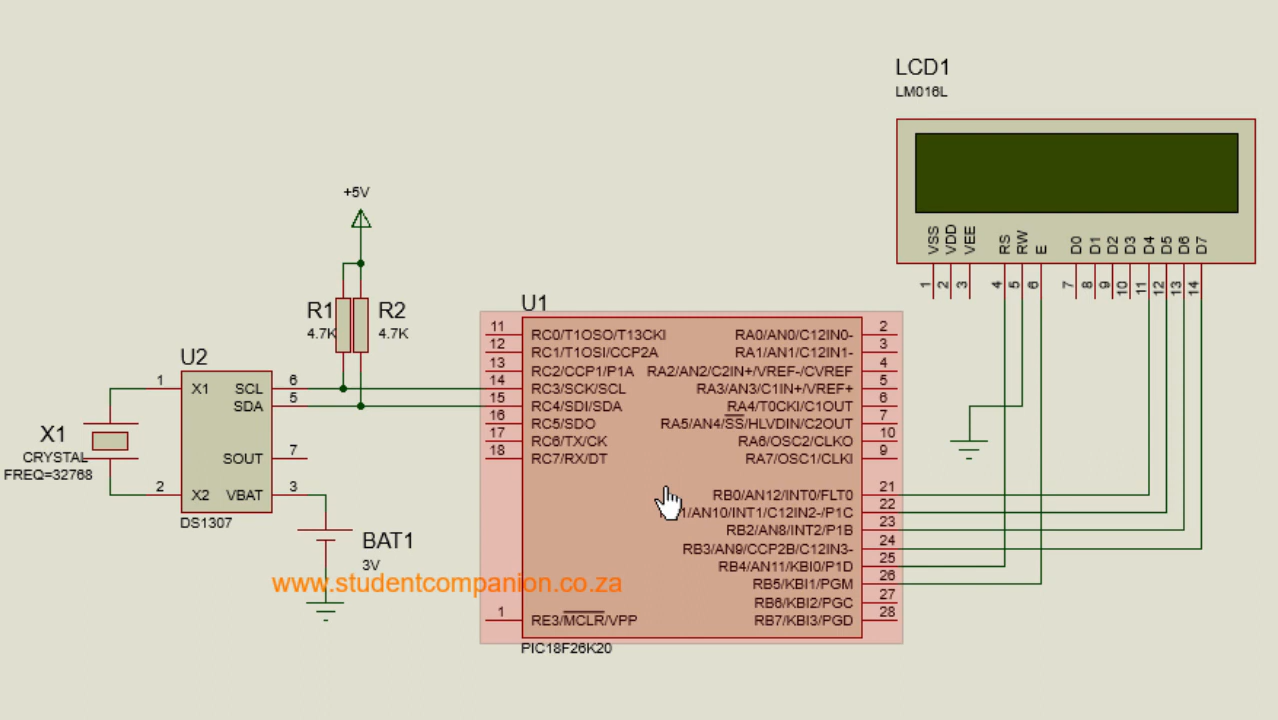 LCD1
LM016L
VSS
VDD
VEE
RS
RW
E
D0
D1
D2
D3
D4
D5
D6
D7
1
2
3
4
5
6
7
8
9
10
11
12
13
14
+5V
R1
4.7K
R2
4.7K
U2
1 X1 SCL 6
SDA 5
SOUT 7
2 X2 VBAT 3
DS1307
X1
CRYSTAL
FREQ=32768
BAT1
3V
www.studentcompanion.co.za
U1
11 RC0/T1OSO/T13CKI RA0/AN0/C12IN0- 2
12 RC1/T1OSI/CCP2A RA1/AN1/C12IN1- 3
13 RC2/CCP1/P1A RA2/AN2/C2IN+/VREF-/CVREF 4
14 RC3/SCK/SCL RA3/AN3/C1IN+/VREF+ 5
15 RC4/SDI/SDA RA4/T0CKI/C1OUT 6
16 RC5/SDO RA5/AN4/SS/HLVDIN/C2OUT 7
17 RC6/TX/CK RA6/OSC2/CLKO 10
18 RC7/RX/DT RA7/OSC1/CLKI 9
RB0/AN12/INT0/FLT0 21
1/AN10/INT1/C12IN2-/P1C 22
RB2/AN8/INT2/P1B 23
RB3/AN9/CCP2B/C12IN3- 24
RB4/AN11/KBI0/P1D 25
RB5/KBI1/PGM 26
RB6/KBI2/PGC 27
1 RE3/MCLR/VPP RB7/KBI3/PGD 28
PIC18F26K20